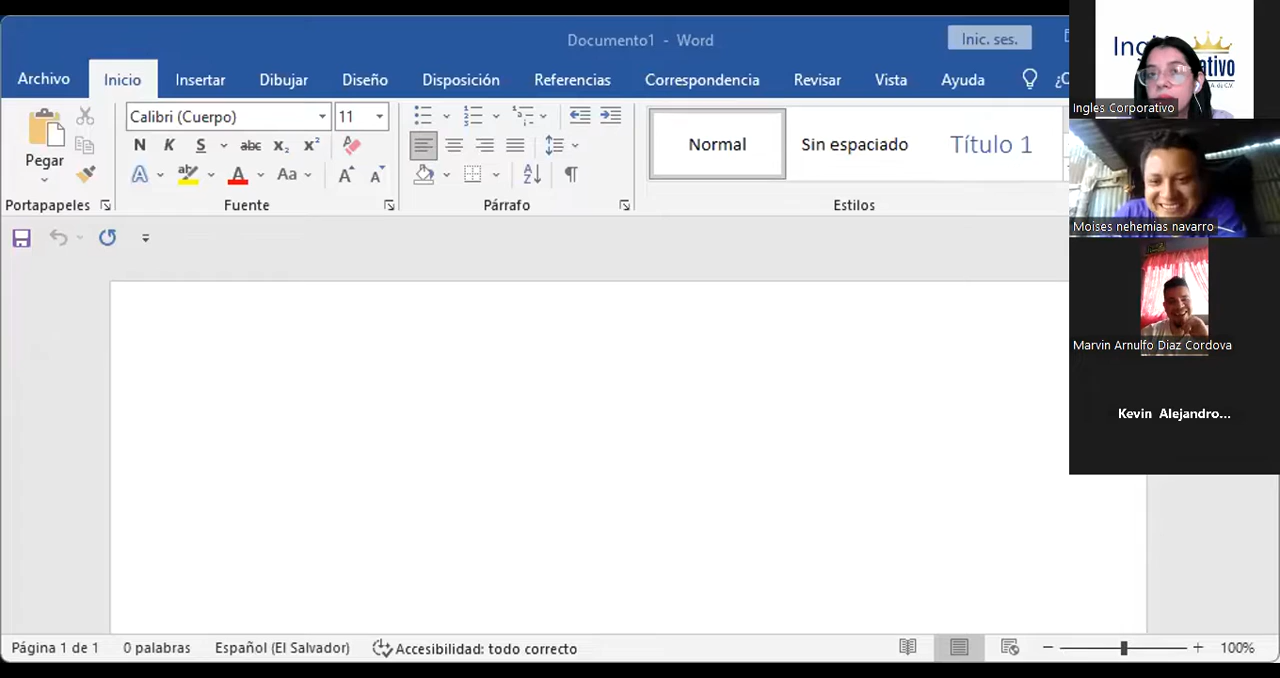 Documento1 - Word
Inic. ses.
Archivo
Inicio
Insertar
Dibujar
Diseño
Disposición
Referencias
Correspondencia
Revisar
Vista
Ayuda
Pegar
Calibri (Cuerpo)
11
N K S abc x₂ x²
A A Aa A A
A
Z
Normal
Sin espaciado
Título 1
Portapapeles
Fuente
Párrafo
Estilos
Ingles Corporativo
Moises nehemias navarro
Marvin Arnulfo Diaz Cordova
Kevin Alejandro...
Página 1 de 1
0 palabras
Español (El Salvador)
Accesibilidad: todo correcto
100%